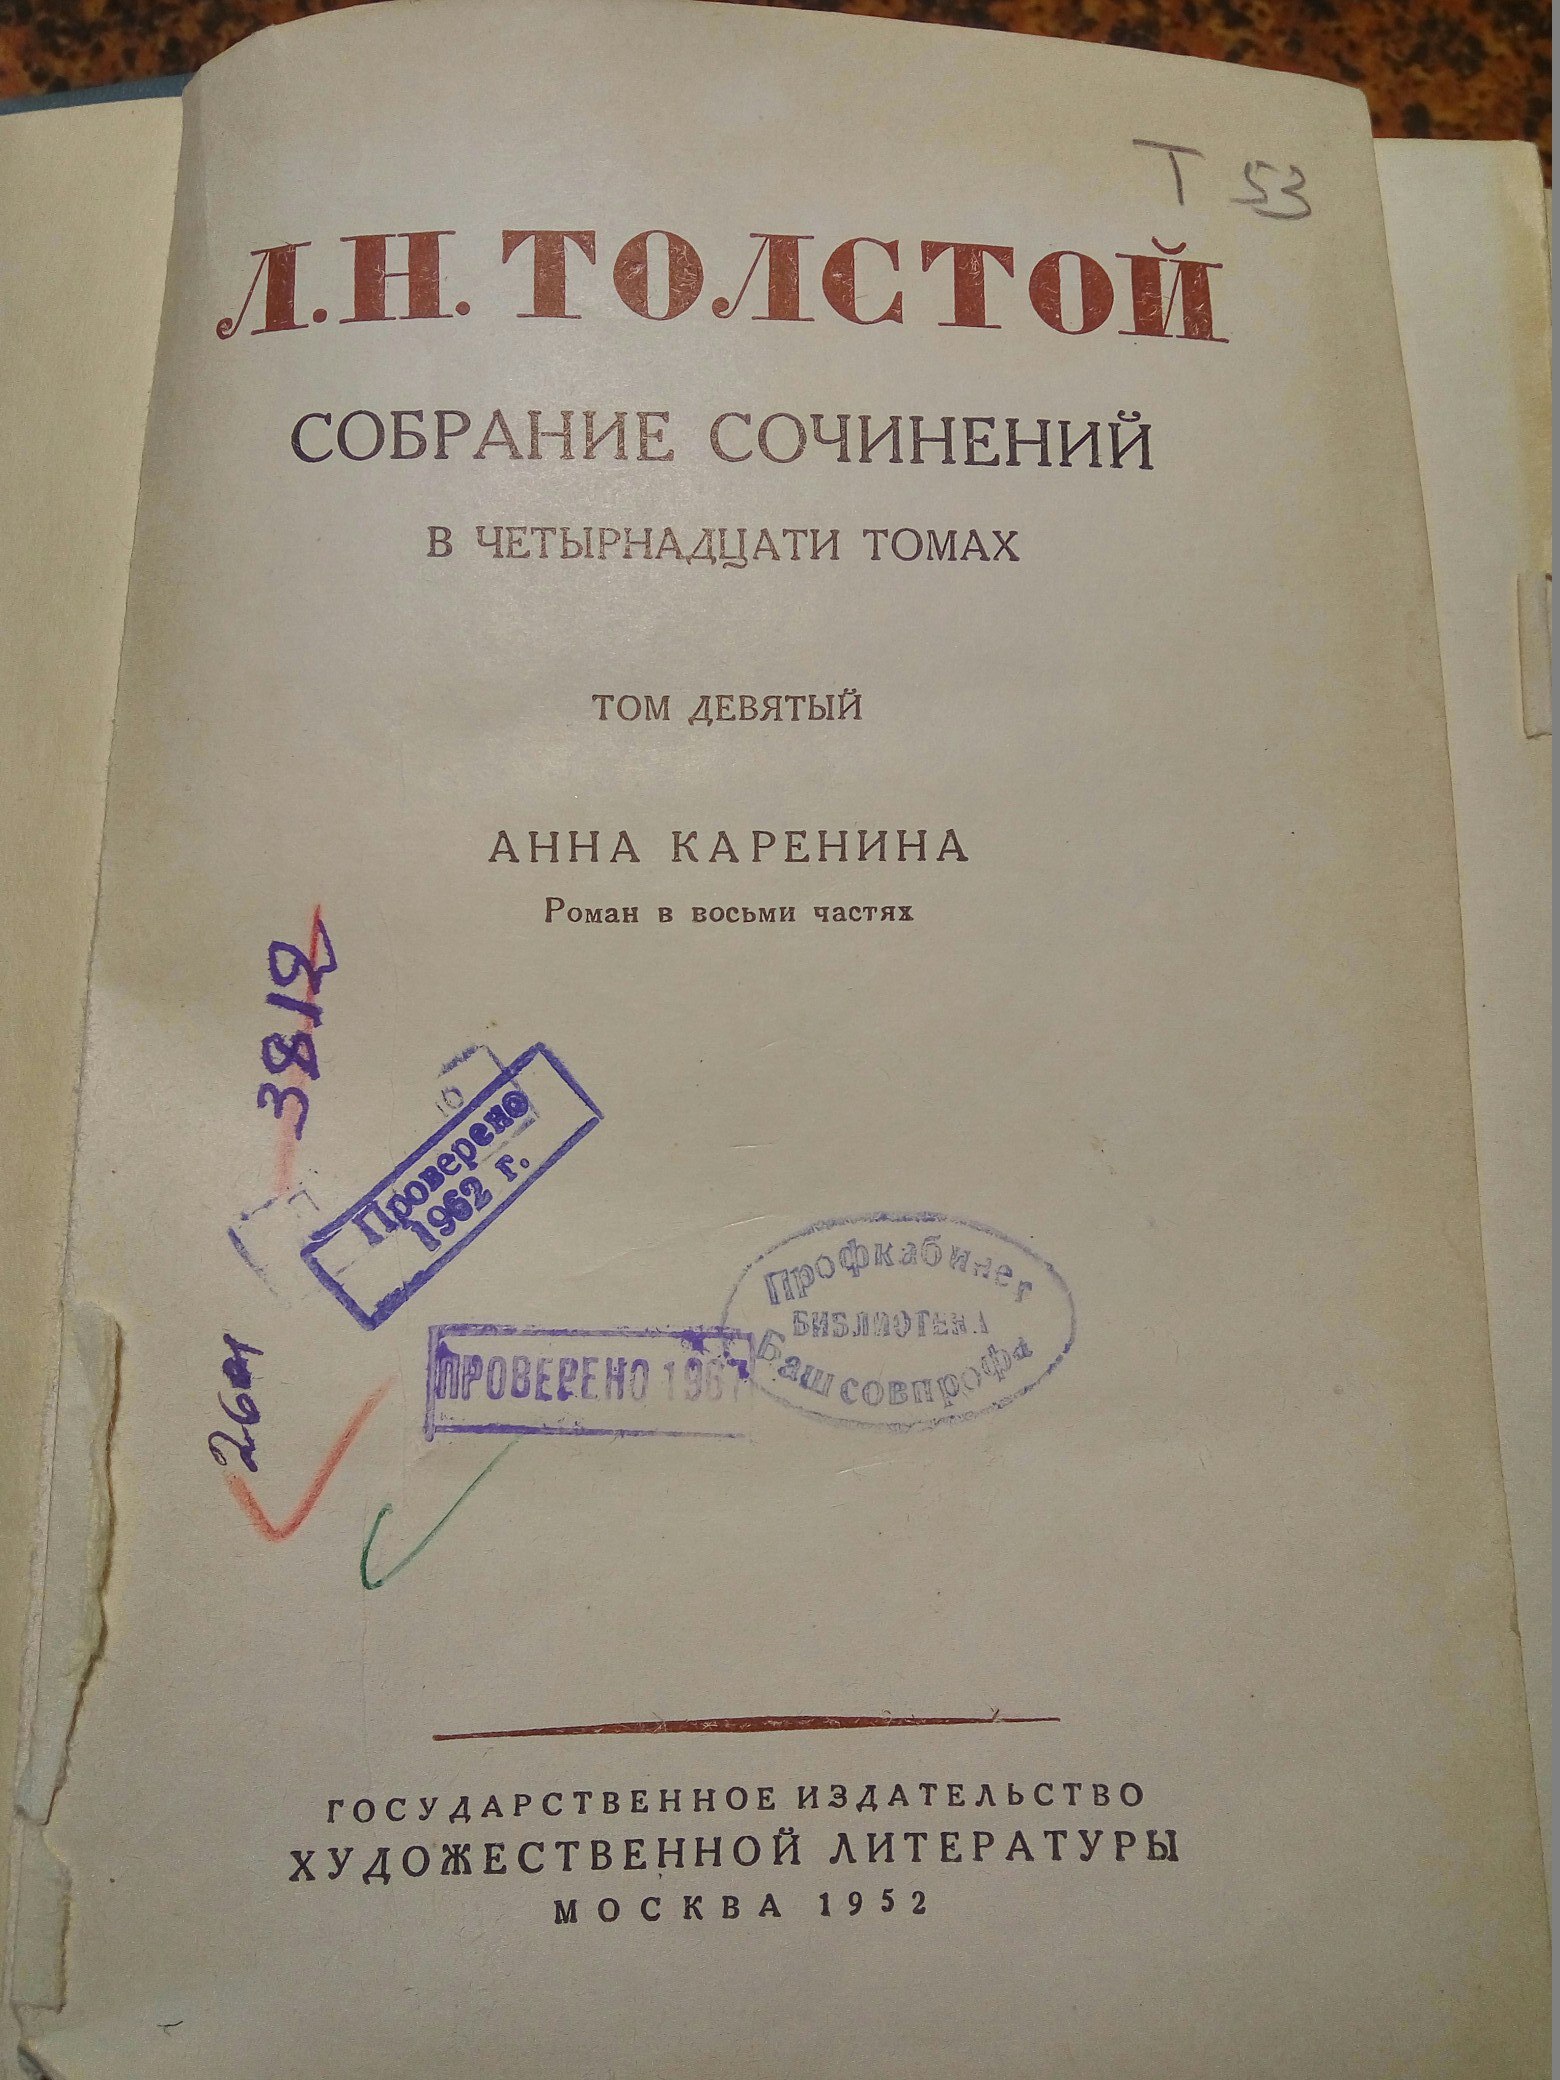 Т 53
Л.Н. ТОЛСТОЙ
СОБРАНИЕ СОЧИНЕНИЙ
В ЧЕТЫРНАДЦАТИ ТОМАХ
ТОМ ДЕВЯТЫЙ
АННА КАРЕНИНА
Роман в восьми частях
3812
Проверено
1962 г.
Профкабинет
БИБЛИОТЕКА
Башсовпрофа
ПРОВЕРЕНО 1967
ГОСУДАРСТВЕННОЕ ИЗДАТЕЛЬСТВО
ХУДОЖЕСТВЕННОЙ ЛИТЕРАТУРЫ
МОСКВА 1952